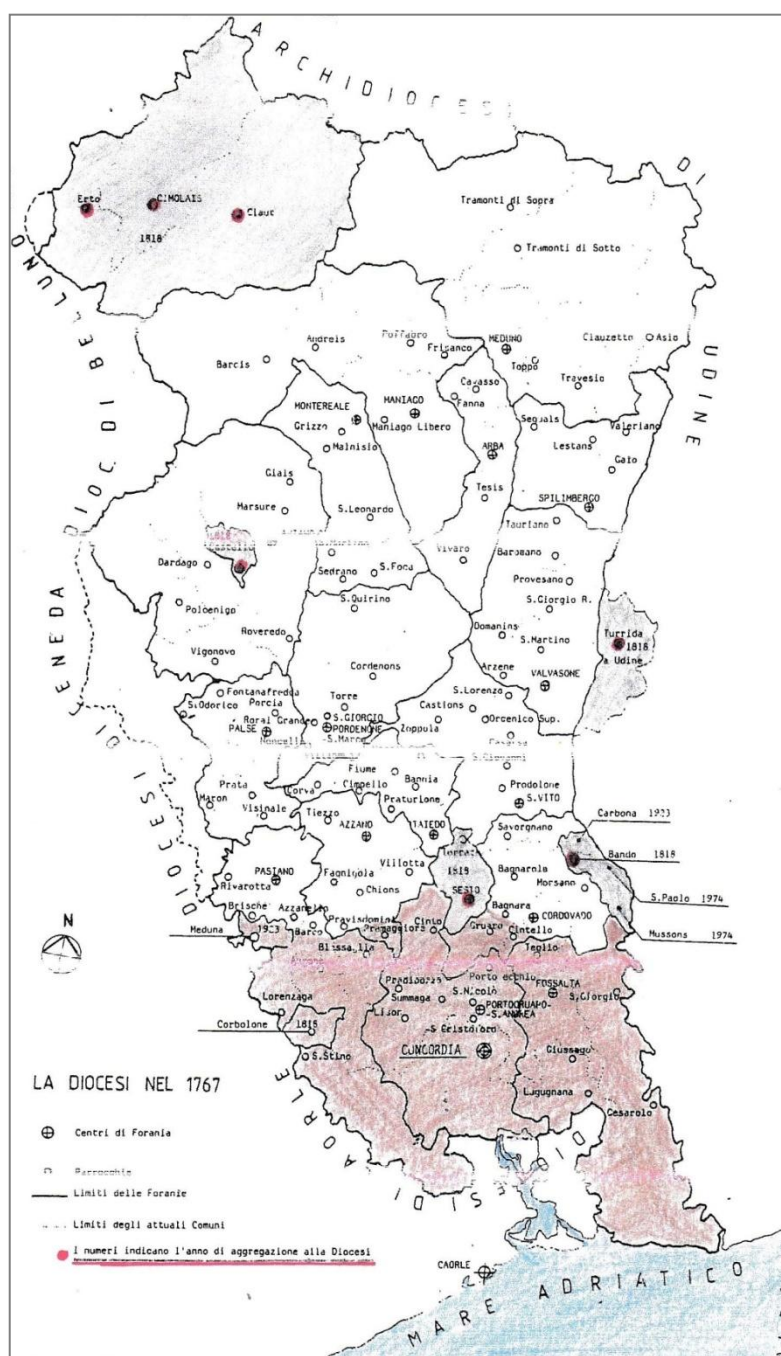 ARCHIDIOCESI DI UDINE
DIOC DI BELLUNO
DIOCESI DI CENEDA
Erto
CIMOLAIS
Claut
1818
Tramonti di Sopra
Tramonti di Sotto
Andreis
Poffabro
Frisanco
MEDUNO
Clauzetto
Asio
Barcis
Toppo
Travesio
Cavasso
Fanna
MONTEREALE
MANIAGO
Grizzo
Maniago Libero
Malnisio
Sequals
Valeriano
Lestans
ARBA
Gaio
Giais
Tesis
SPILIMBERGO
Marsure
S.Leonardo
Tauriano
1818
Castello
Vivaro
Barbeano
Dardago
Sedrano
S.Foca
Provesano
Polcenigo
S.Quirino
S.Giorgio R.
Roveredo
Domanins
Turrida
1818
a Udine
Vigonovo
S.Martino
Cordenons
Arzene
VALVASONE
Fontanafredda
S.Lorenzo
S.Odorico
Porcia
Torre
Castions
Roral Grande
S.GIORGIO
Orcenico Sup.
PALSE
PORDENONE
Zoppola
S.Marco
Fiume
Bannia
Prata
Corva
Cimpello
Prodolone
Maron
Praturlone
S.VITO
Visinale
Tiezzo
Carbona 1923
AZZANO
TAIEDO
Savorgnano
Bando 1818
Villotta
1818
PASIANO
Fagnigola
Bagnarola
Rivarotta
Chions
SESTO
Morsano
S.Paolo 1974
Brische
Azzanello
Bagnara
CORDOVADO
Pravisdomini
Cinto
Mussons 1974
Meduna 1923
Barco
Pramaggiore
Gruaro
Cintello
Blessaglia
Teglio
FOSSALTA
S.Nicolò
S.Giorgio
Lorenzaga
Summaga
PORTOGRUARO
S.ANDREA
Corbolone 1818
Lison
S.Cristoforo
S.Stino
CONCORDIA
Giussago
Lugugnana
Cesarolo
DIOCESI DI CAORLE
LA DIOCESI NEL 1767
N
Centri di Forania
Parrocchie
Limiti delle Foranie
Limiti degli attuali Comuni
i numeri indicano l'anno di aggregazione alla Diocesi
CAORLE
MARE ADRIATICO